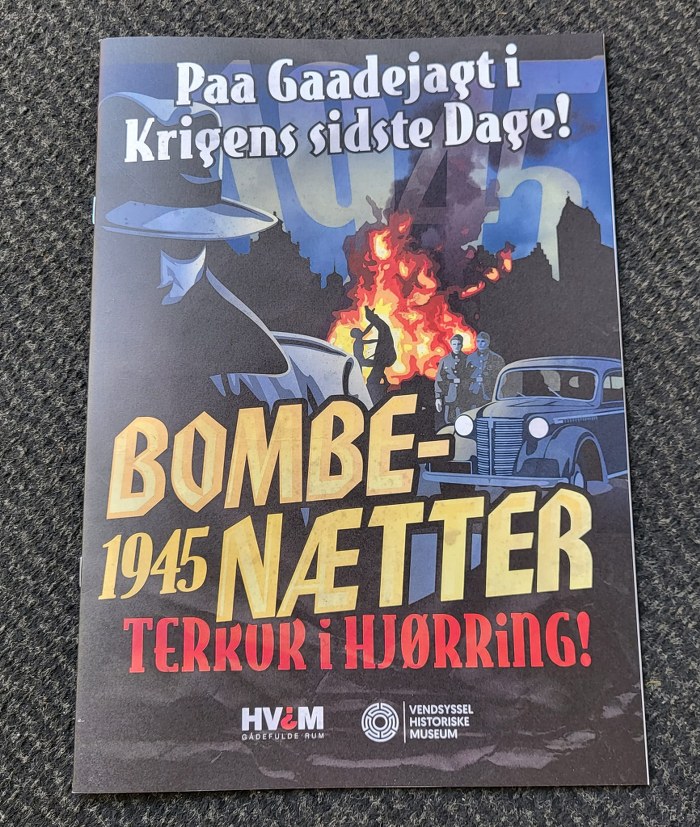 1945
Paa Gaadejagt i
Krigens sidste Dage!
BOMBE-
1945 NÆTTER
TERROR i HJØRRiNG!
HViM
GÅDEFULDE·RUM
VENDSYSSEL
HISTORISKE
MUSEUM